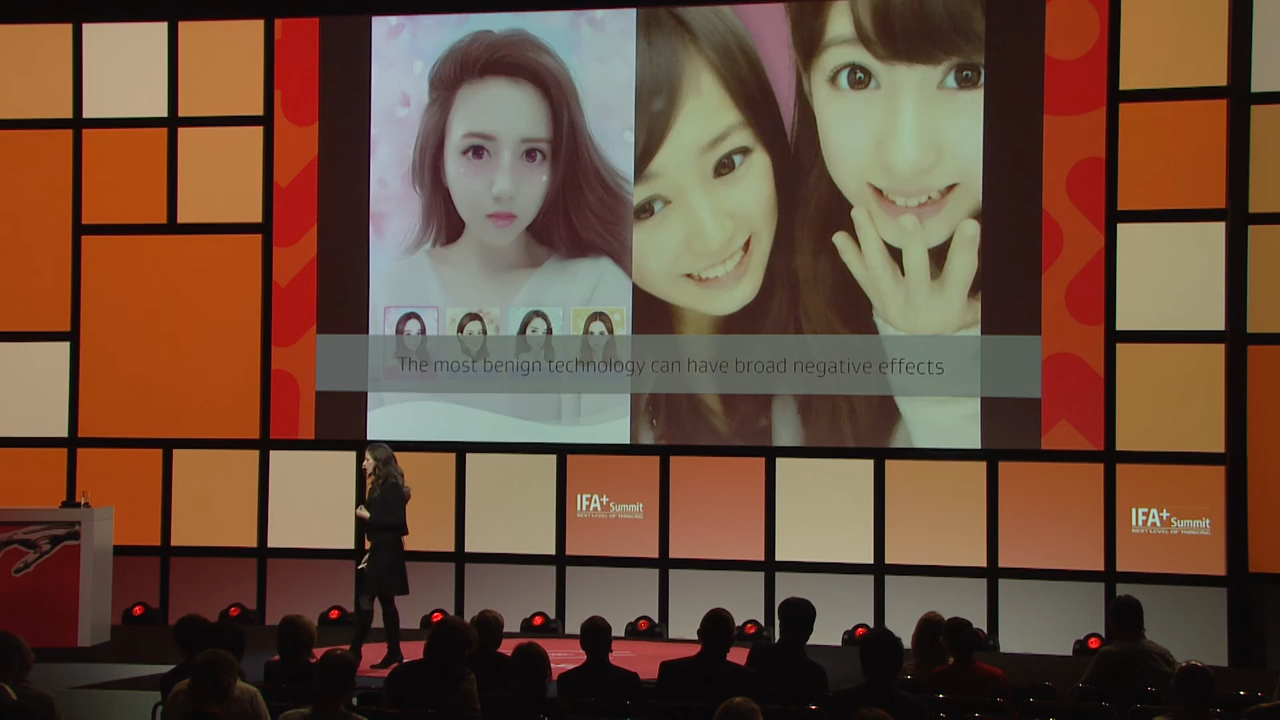 The most benign technology can have broad negative effects
IFA+ Summit
NEXT LEVEL OF THINKING
IFA+ Summit
NEXT LEVEL OF THINKING